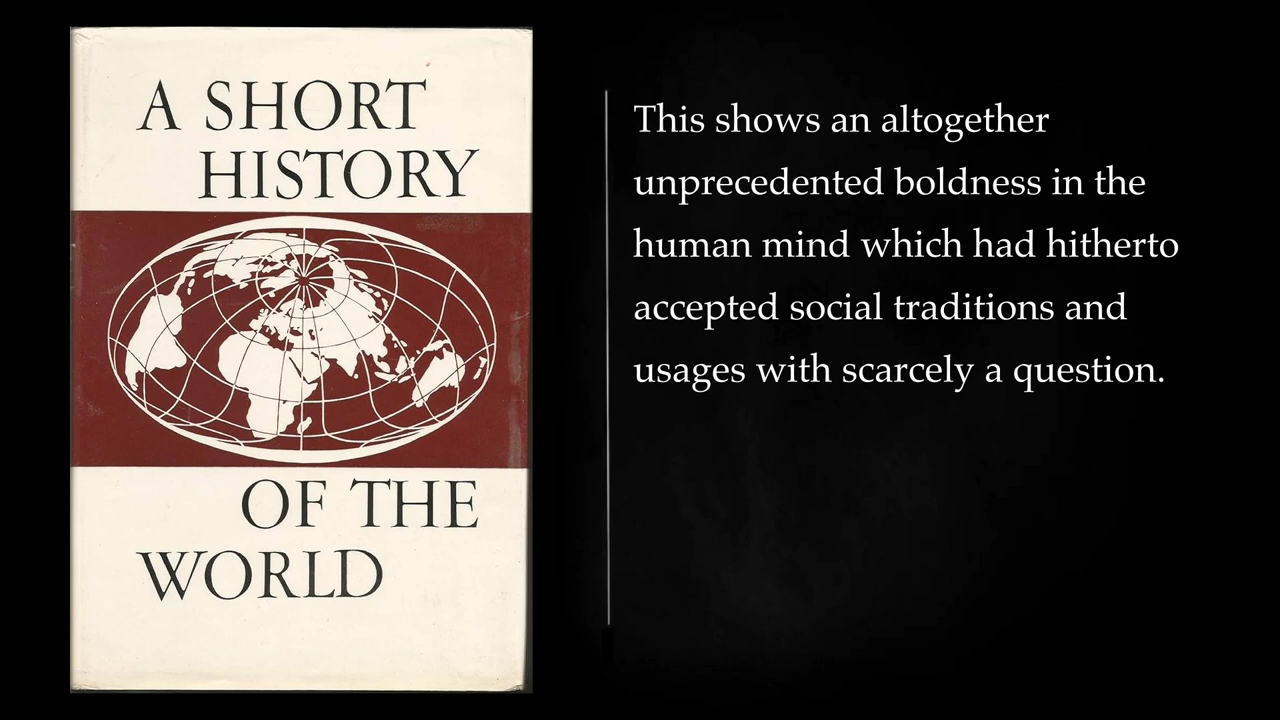 A SHORT
HISTORY
OF THE
WORLD
This shows an altogether
unprecedented boldness in the
human mind which had hitherto
accepted social traditions and
usages with scarcely a question.